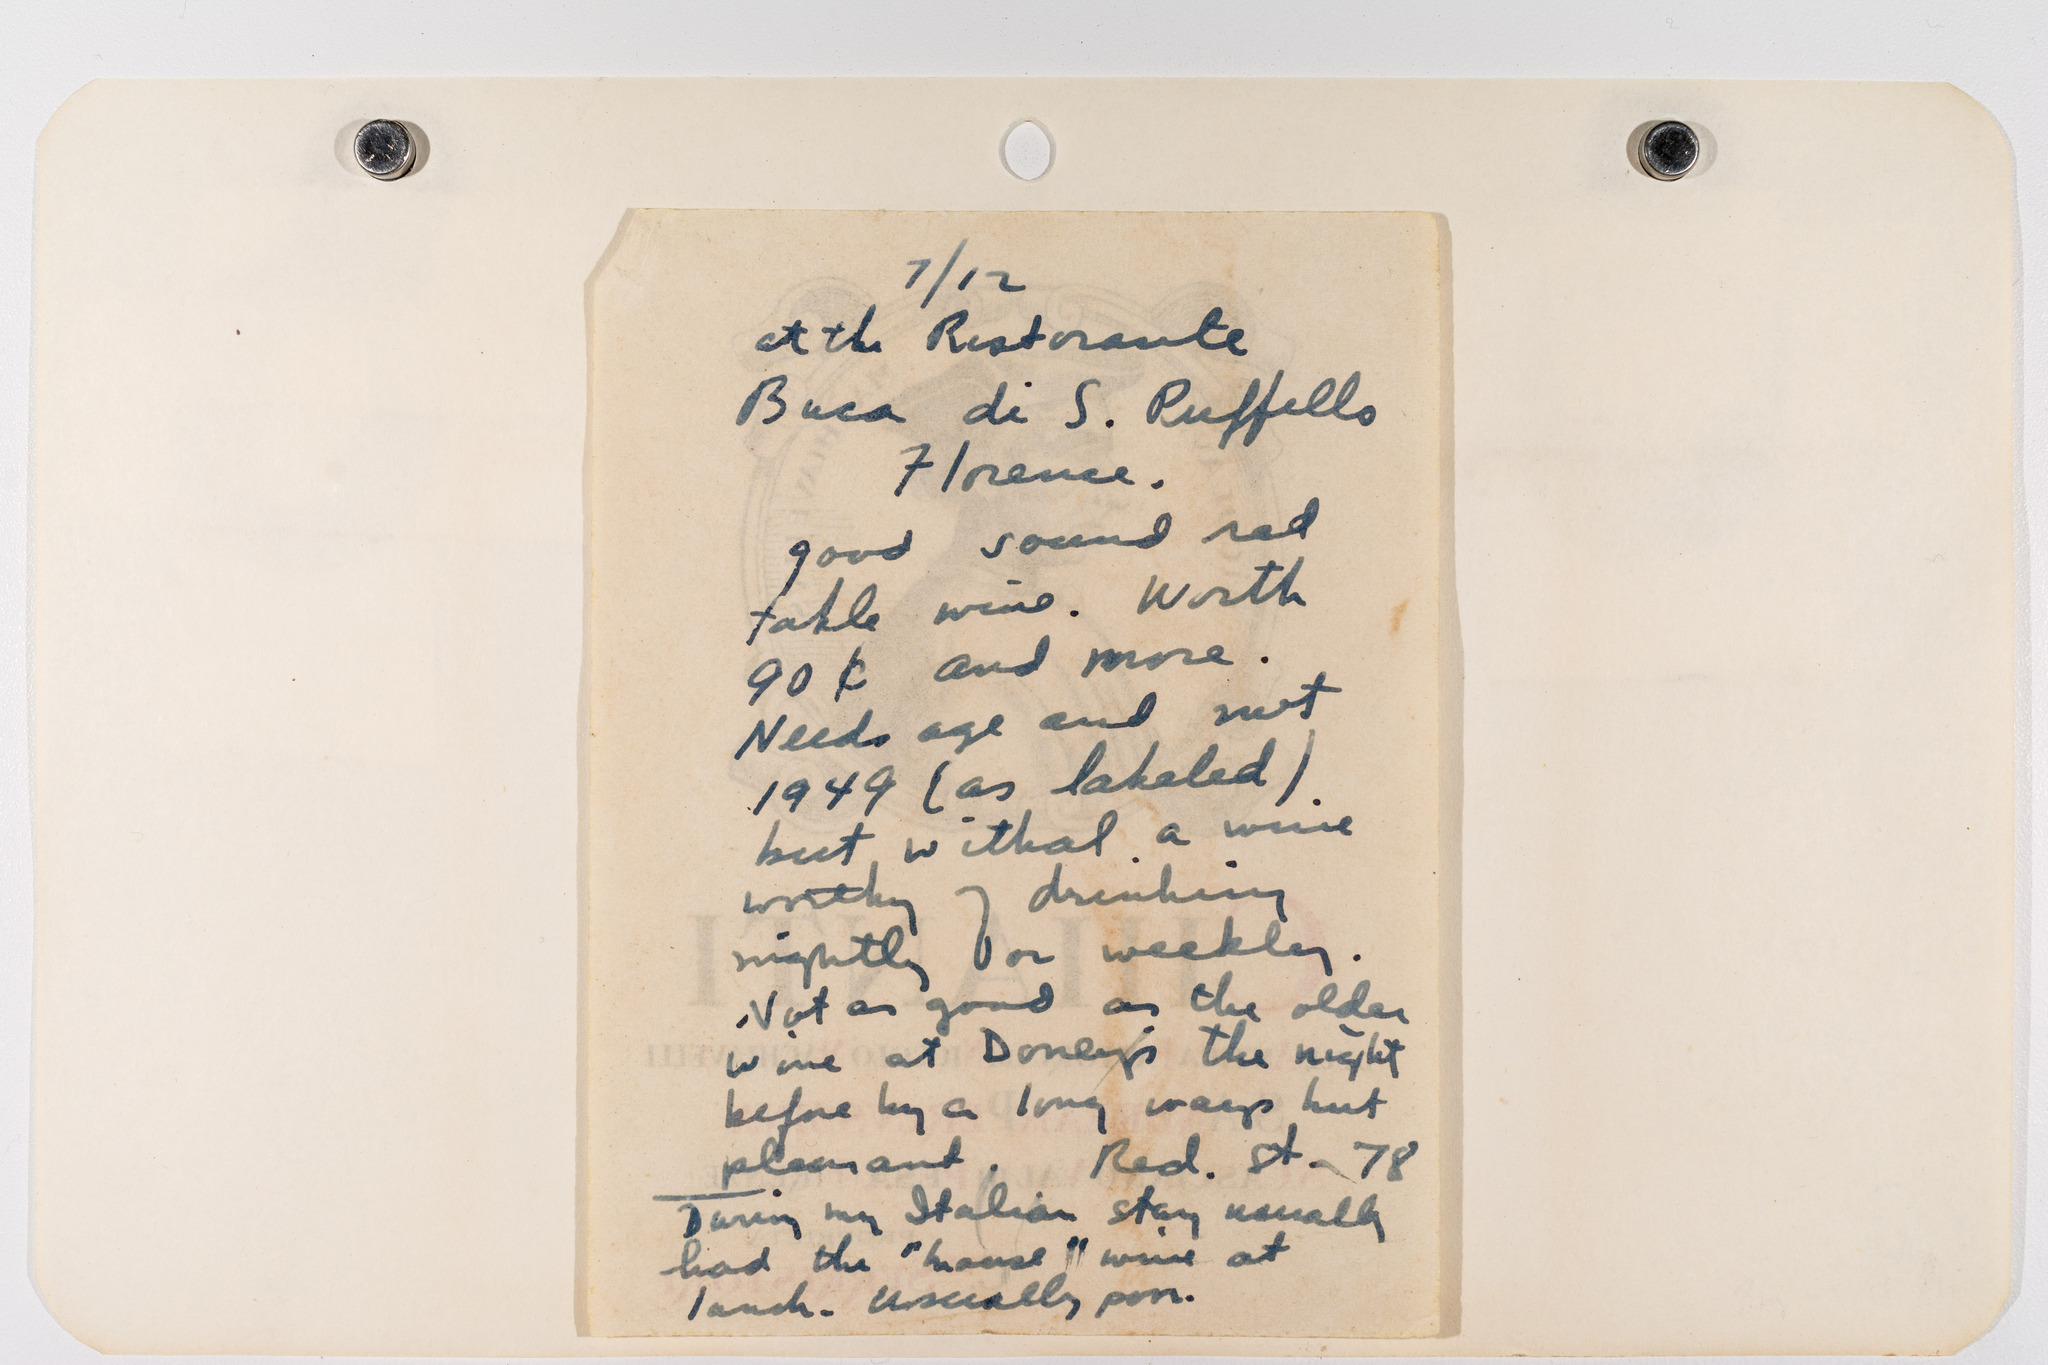 7/12
at the Ristorante
Buca di S. Ruffello
Florence.
good sound red
table wine. Worth
90¢ and more.
Needs age and not
1949 (as labeled)
but withal a wine
worthy of drinking
nightly or weekly.
Not as good as the older
wine at Doney's the night
before by a long ways but
pleasant. Red. St - 78
During my Italian stay usually
had the "house" wine at
lunch. Usually poor.
CHIANTI